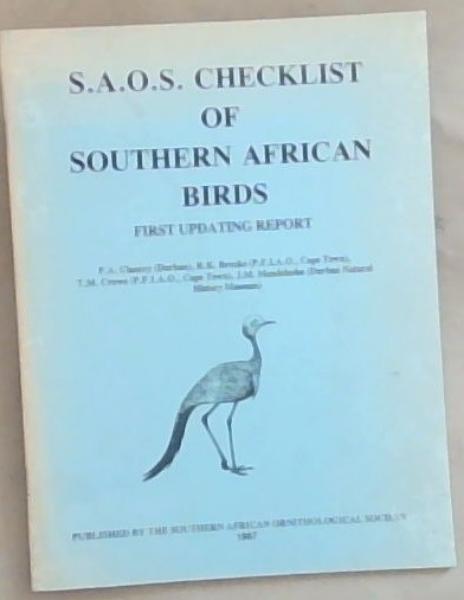 S.A.O.S. CHECKLIST
OF
SOUTHERN AFRICAN
BIRDS
FIRST UPDATING REPORT
P.A. Clancey (Durban), R.K. Brooke (P.F.I.A.O., Cape Town),
T.M. Crowe (P.F.I.A.O., Cape Town), J.M. Mendelsohn (Durban Natural
History Museum)
PUBLISHED BY THE SOUTHERN AFRICAN ORNITHOLOGICAL SOCIETY
1987